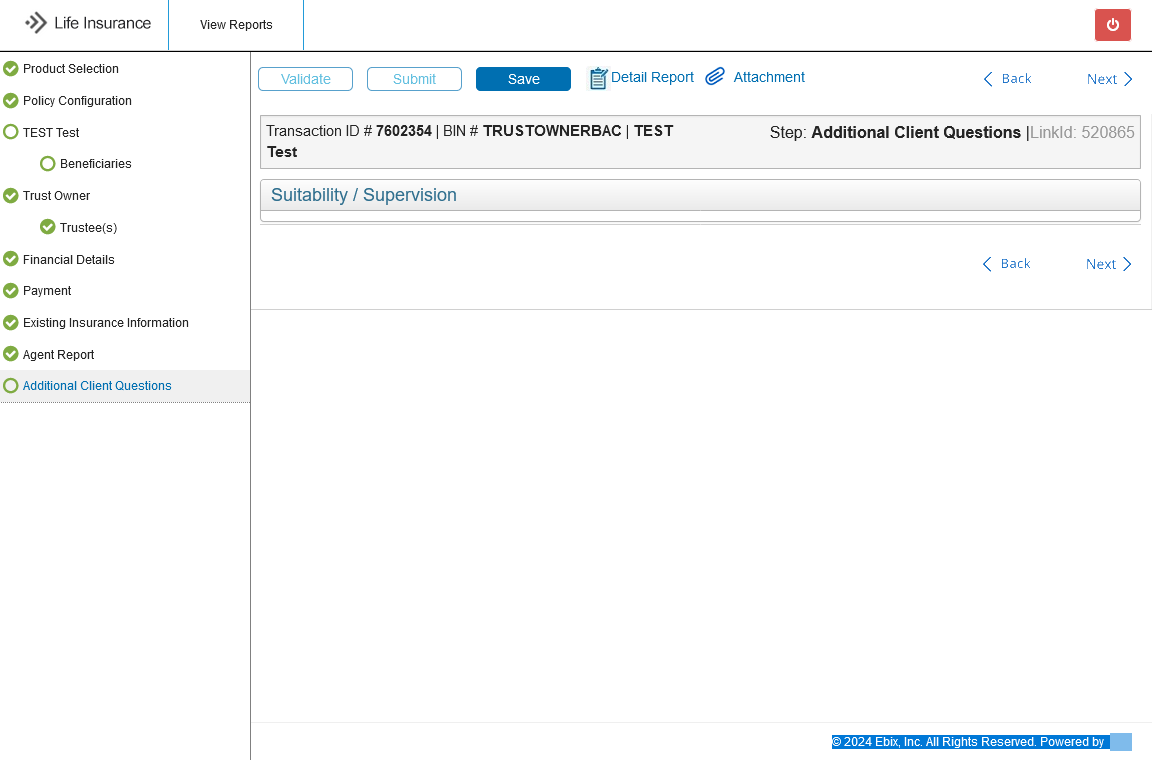 Life Insurance
View Reports
Product Selection
Policy Configuration
TEST Test
Beneficiaries
Trust Owner
Trustee(s)
Financial Details
Payment
Existing Insurance Information
Agent Report
Additional Client Questions
Validate
Submit
Save
Detail Report
Attachment
Back
Next
Transaction ID # 7602354 | BIN # TRUSTOWNERBAC | TEST
Test
Step: Additional Client Questions |LinkId: 520865
Suitability / Supervision
Back
Next
© 2024 Ebix, Inc. All Rights Reserved. Powered by